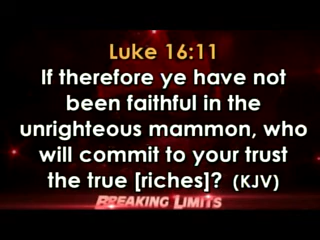 Luke 16:11
If therefore ye have not
been faithful in the
unrighteous mammon, who
will commit to your trust
the true [riches]? (KJV)
BREAKING LIMITS